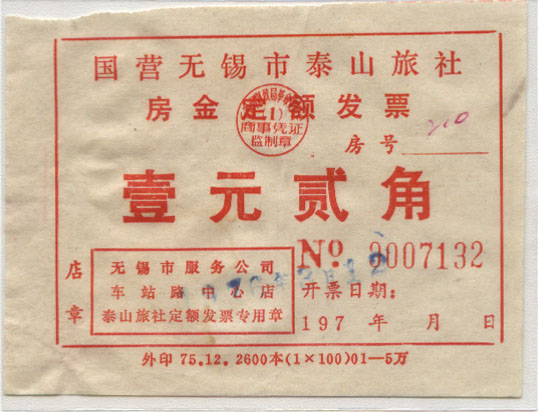 国营无锡市泰山旅社
房金定额发票
(1)
商事凭证
监制章
房号 210
壹元贰角
No. 9007132
店章
无锡市服务公司
车站路中心店
泰山旅社定额发票专用章
开票日期:
197 年 月 日
外印 75.12. 2600本(1×100)01—5万